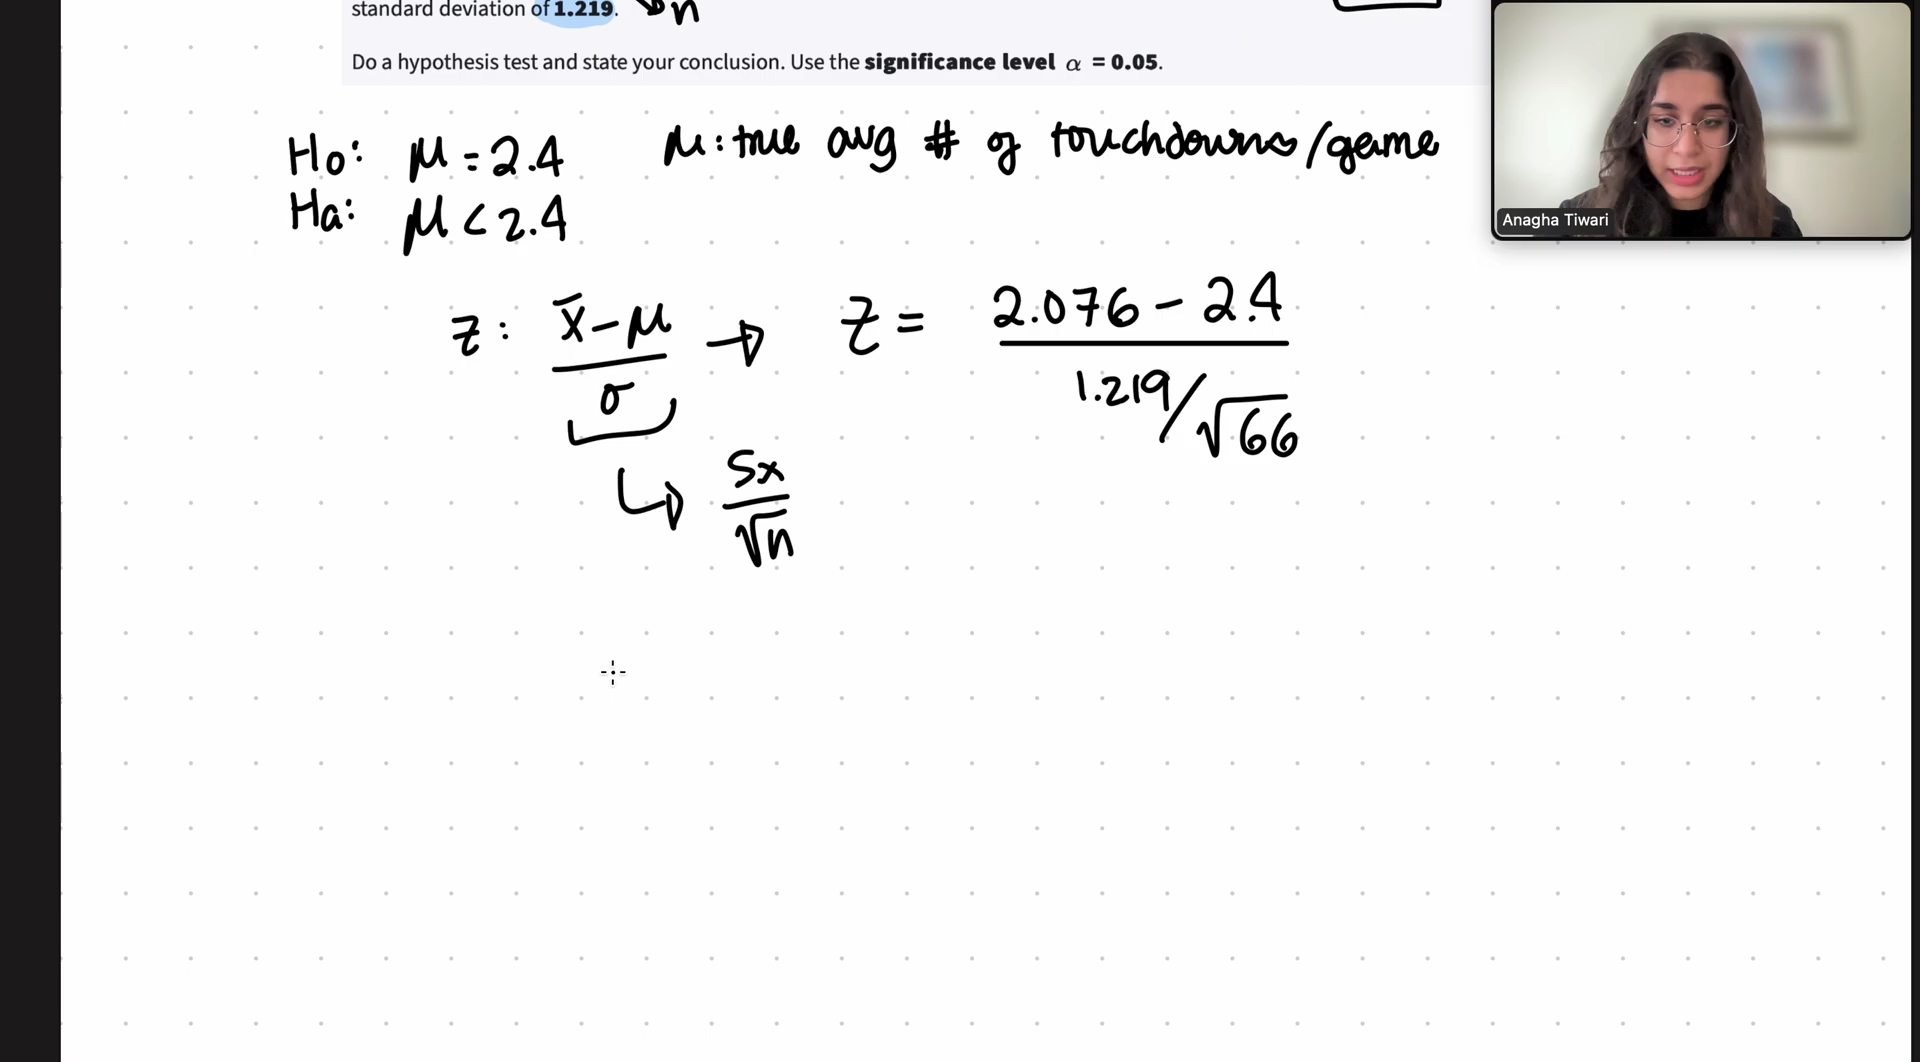 standard deviation of 1.219. n
Do a hypothesis test and state your conclusion. Use the significance level α = 0.05.
Ho: μ = 2.4
μ: true avg # of touchdowns/game
Ha: μ < 2.4
z: x̄ - μ / σ → z = 2.076 - 2.4 / 1.219/√66
↳ Sx / √n
Anagha Tiwari